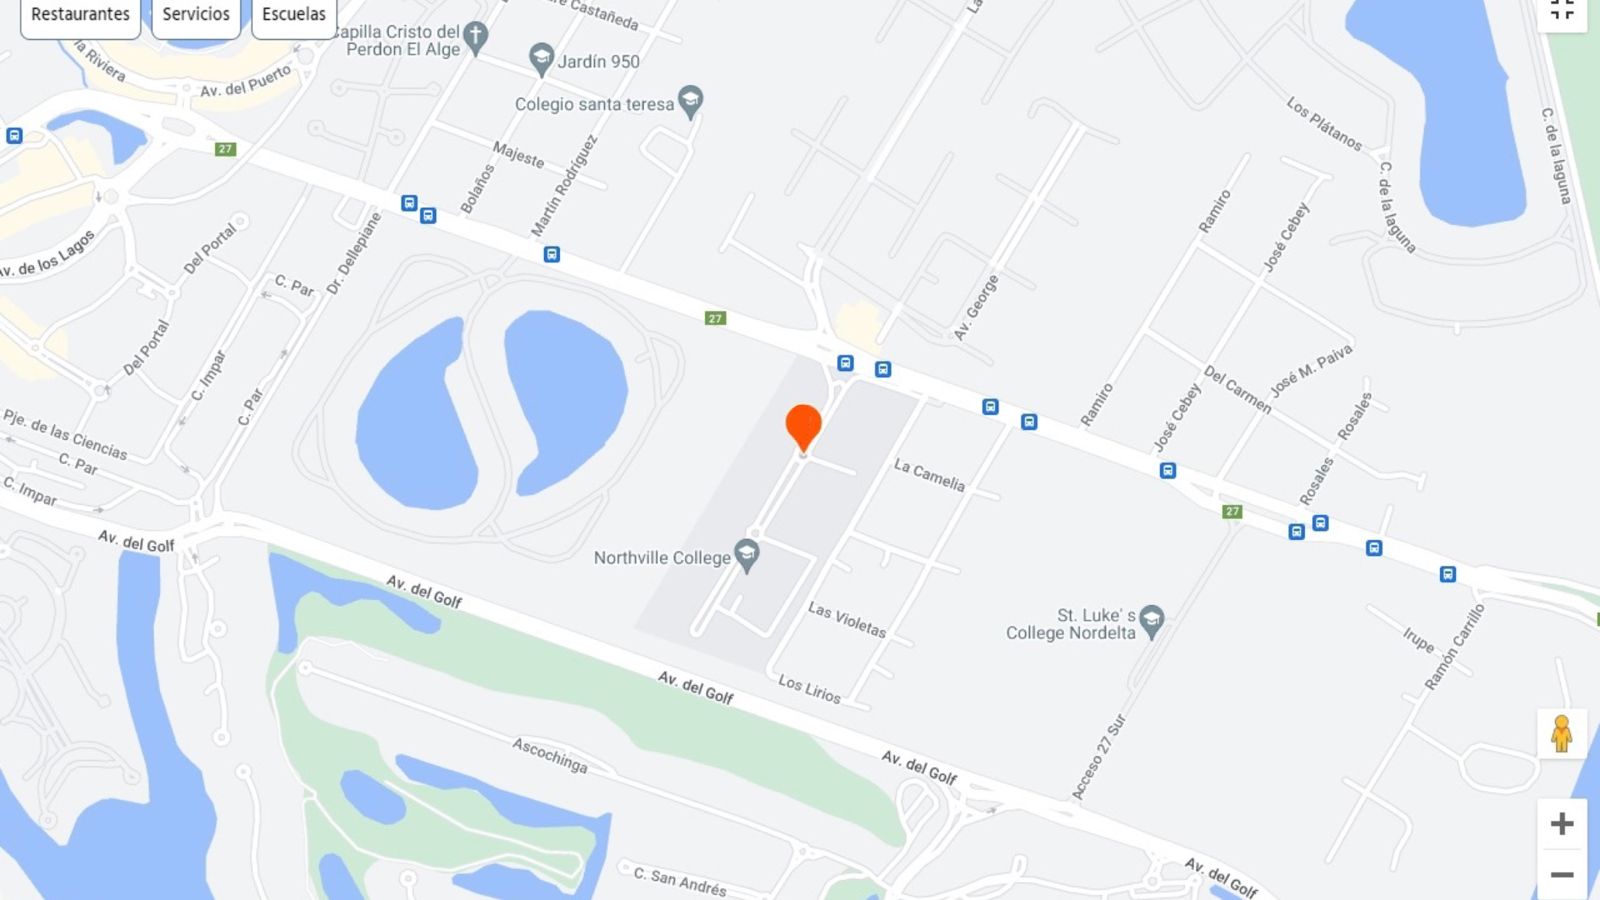 Restaurantes
Servicios
Escuelas
Castañeda
Capilla Cristo del
Perdon El Alge
Jardín 950
Colegio santa teresa
la Riviera
Av. del Puerto
27
Majeste
Bolaños
Martín Rodríguez
Los Plátanos
C. de la laguna
C. de la laguna
Av. de los Lagos
Del Portal
C. Par
Dr. Dellepiane
Ramiro
José Cebey
Av. George
27
Del Portal
C. Impar
C. Par
Ramiro
José Cebey
Del Carmen
José M. Paiva
Rosales
Rosales
Pje. de las Ciencias
C. Par
C. Impar
La Camelia
27
Av. del Golf
Northville College
Av. del Golf
Las Violetas
St. Luke' s
College Nordelta
Irupe
Ramón Carrillo
Av. del Golf
Los Lirios
Ascochinga
Av. del Golf
Acceso 27 Sur
C. San Andrés
Av. del Golf